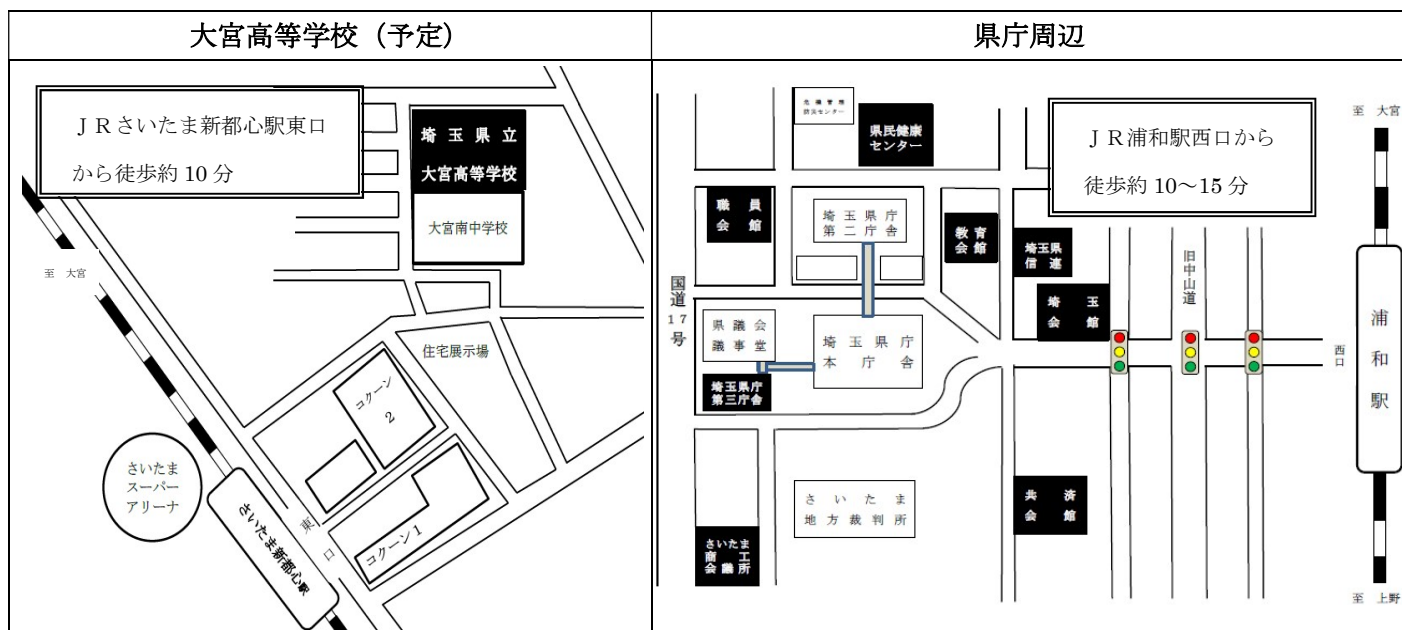 大宮高等学校（予定）
ＪＲさいたま新都心駅東口
から徒歩約 10 分
埼玉県立
大宮高等学校
大宮南中学校
至 大宮
住宅展示場
コクーン
2
さいたま
スーパー
アリーナ
さいたま新都心駅
東口
コクーン 1
県庁周辺
危機管理
防災センター
県民健康
センター
ＪＲ浦和駅西口から
徒歩約 10～15 分
至 大宮
職員
会館
埼玉県庁
第二庁舎
教育
会館
埼玉県
信連
埼玉
会館
旧中山道
国道
17
号
県議会
議事堂
埼玉県庁
本庁舎
埼玉県庁
第三庁舎
西口
浦和駅
さいたま
地方裁判所
共済
会館
さいたま
商工
会議所
至 上野